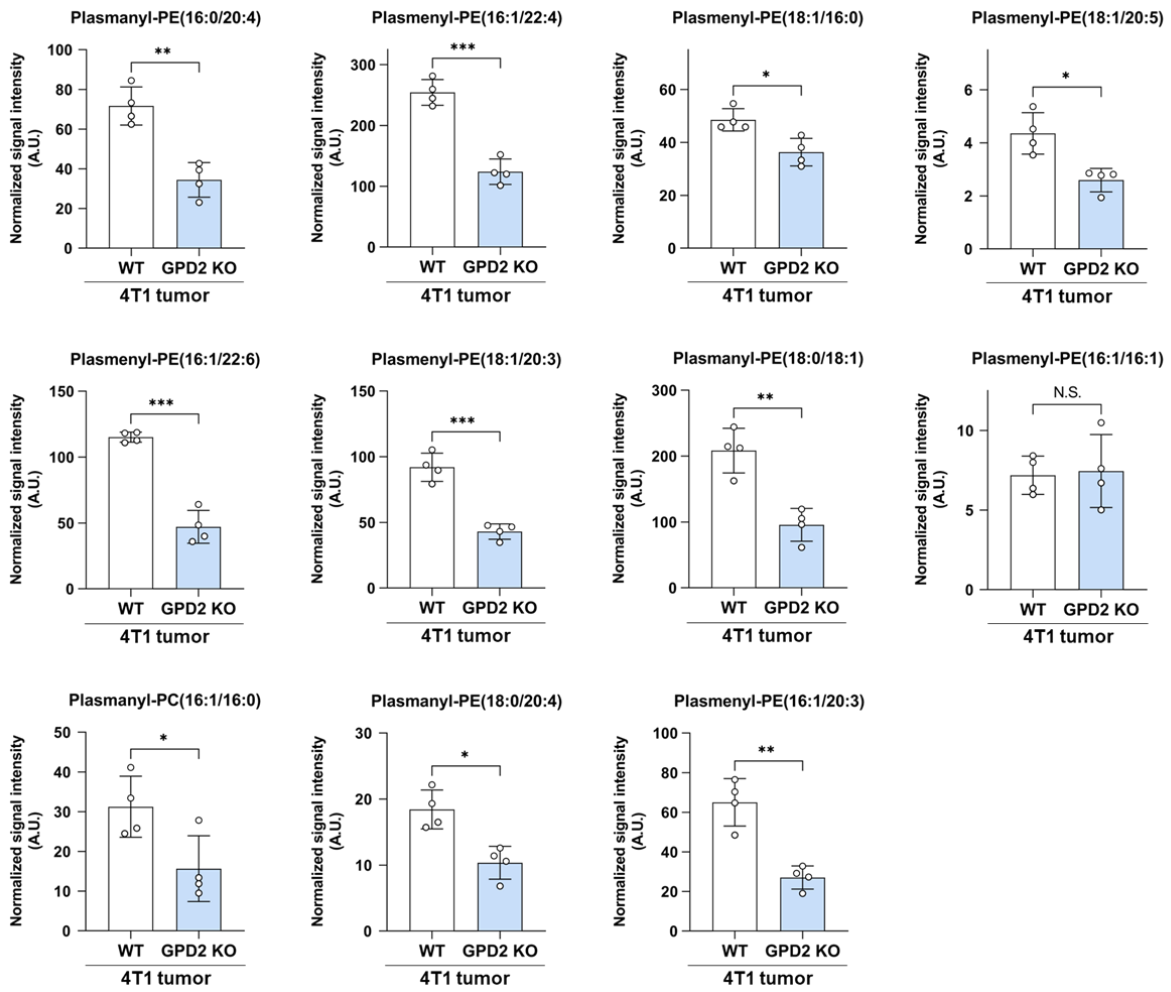 Plasmanyl-PE(16:0/20:4)
Normalized signal intensity
(A.U.)
100
80
60
40
20
0
**
WT GPD2 KO
4T1 tumor
Plasmenyl-PE(16:1/22:4)
Normalized signal intensity
(A.U.)
300
200
100
0
***
WT GPD2 KO
4T1 tumor
Plasmenyl-PE(18:1/16:0)
Normalized signal intensity
(A.U.)
60
40
20
0
*
WT GPD2 KO
4T1 tumor
Plasmenyl-PE(18:1/20:5)
Normalized signal intensity
(A.U.)
6
4
2
0
*
WT GPD2 KO
4T1 tumor
Plasmenyl-PE(16:1/22:6)
Normalized signal intensity
(A.U.)
150
100
50
0
***
WT GPD2 KO
4T1 tumor
Plasmenyl-PE(18:1/20:3)
Normalized signal intensity
(A.U.)
150
100
50
0
***
WT GPD2 KO
4T1 tumor
Plasmanyl-PE(18:0/18:1)
Normalized signal intensity
(A.U.)
300
200
100
0
**
WT GPD2 KO
4T1 tumor
Plasmenyl-PE(16:1/16:1)
Normalized signal intensity
(A.U.)
10
5
0
N.S.
WT GPD2 KO
4T1 tumor
Plasmanyl-PC(16:1/16:0)
Normalized signal intensity
(A.U.)
50
40
30
20
10
0
*
WT GPD2 KO
4T1 tumor
Plasmanyl-PE(18:0/20:4)
Normalized signal intensity
(A.U.)
30
20
10
0
*
WT GPD2 KO
4T1 tumor
Plasmenyl-PE(16:1/20:3)
Normalized signal intensity
(A.U.)
100
80
60
40
20
0
**
WT GPD2 KO
4T1 tumor